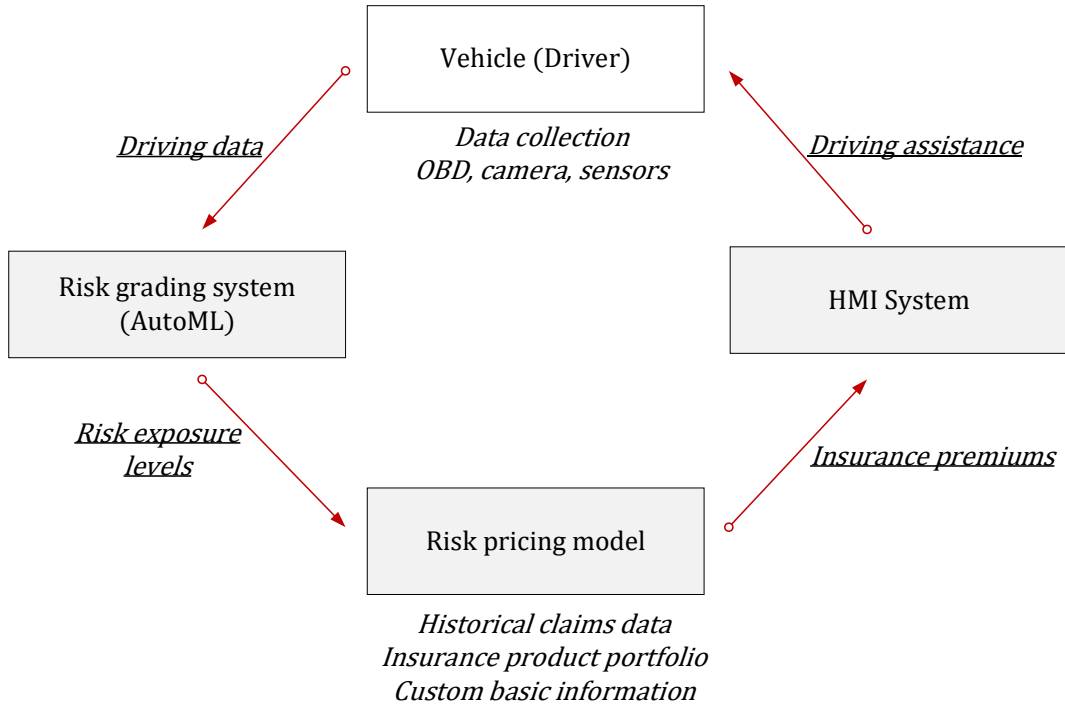 Vehicle (Driver)
Data collection
OBD, camera, sensors
Driving data
Driving assistance
Risk grading system
(AutoML)
HMI System
Risk exposure
levels
Insurance premiums
Risk pricing model
Historical claims data
Insurance product portfolio
Custom basic information